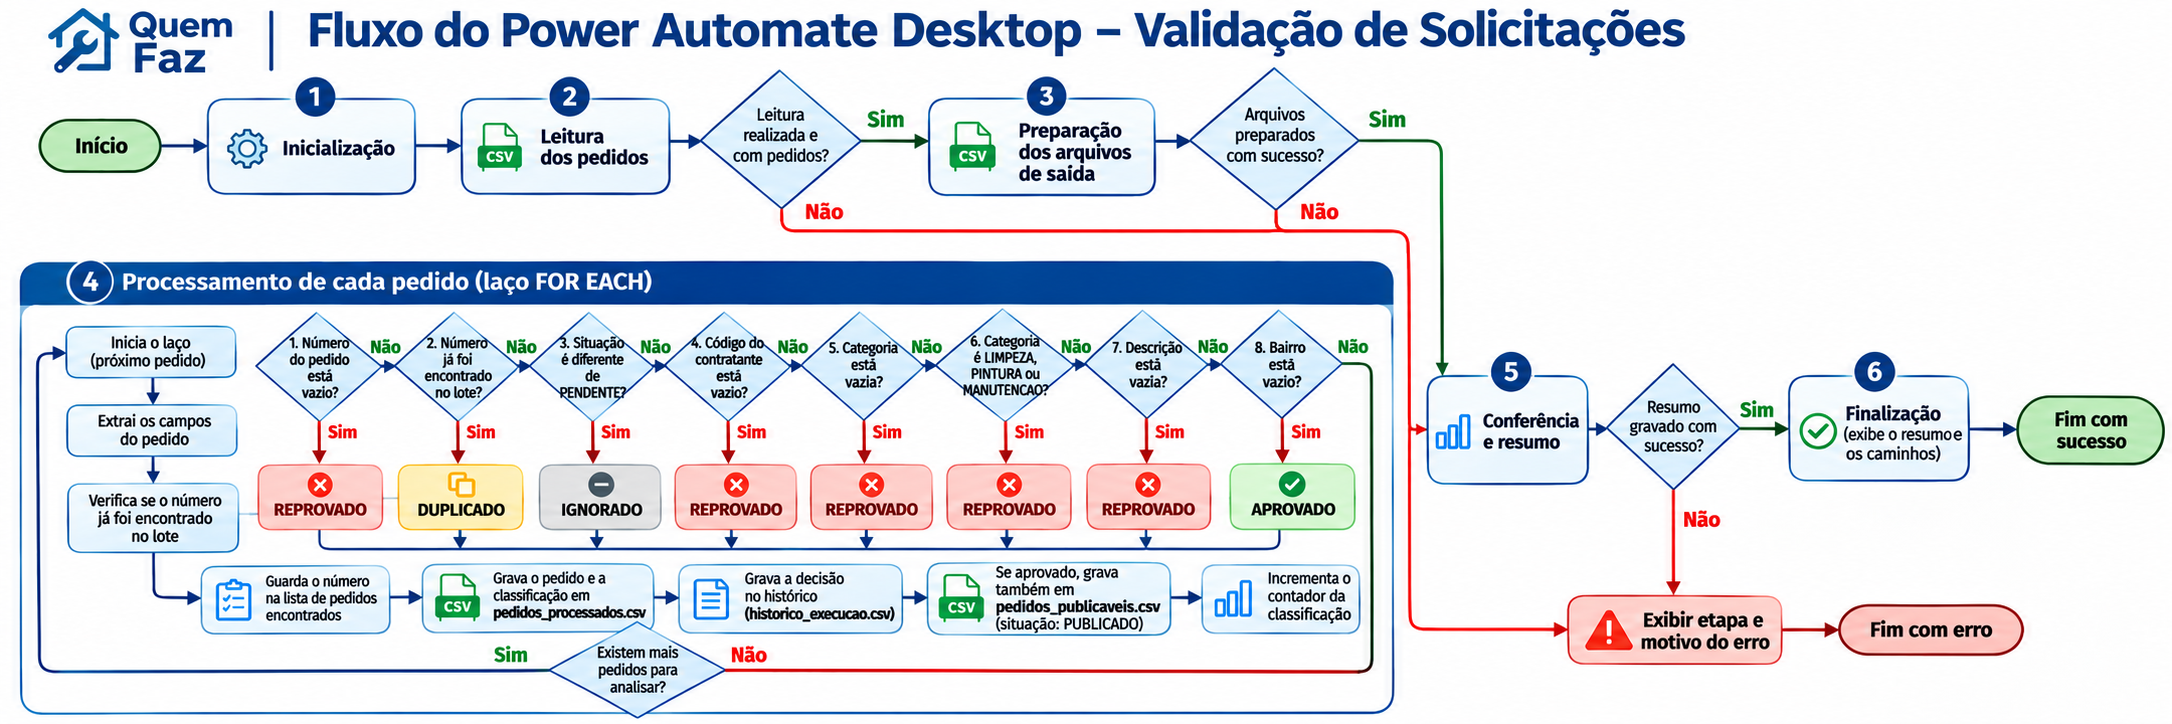 Quem
Faz
Fluxo do Power Automate Desktop – Validação de Solicitações
Início
1
Inicialização
2
CSV
Leitura
dos pedidos
Leitura
realizada e
com pedidos?
Sim
Não
3
CSV
Preparação
dos arquivos
de saída
Arquivos
preparados
com sucesso?
Sim
Não
4
Processamento de cada pedido (laço FOR EACH)
Inicia o laço
(próximo pedido)
Extrai os campos
do pedido
Verifica se o número
já foi encontrado
no lote
1. Número
do pedido
está
vazio?
Não
2. Número
já foi
encontrado
no lote?
Não
3. Situação
é diferente
de
PENDENTE?
Não
4. Código do
contratante
está
vazio?
Não
5. Categoria
está
vazia?
Não
6. Categoria
é LIMPEZA,
PINTURA ou
MANUTENCAO?
Não
7. Descrição
está
vazia?
Não
8. Bairro
está
vazio?
Não
Sim
Sim
Sim
Sim
Sim
Sim
Sim
Sim
REPROVADO
DUPLICADO
IGNORADO
REPROVADO
REPROVADO
REPROVADO
REPROVADO
APROVADO
Guarda o número
na lista de pedidos
encontrados
CSV
Grava o pedido e a
classificação em
pedidos_processados.csv
Grava a decisão
no histórico
(historico_execucao.csv)
CSV
Se aprovado, grava
também em
pedidos_publicaveis.csv
(situação: PUBLICADO)
Incrementa o
contador da
classificação
Sim
Existem mais
pedidos para
analisar?
Não
5
Conferência
e resumo
Resumo
gravado com
sucesso?
Sim
Não
6
Finalização
(exibe o resumo e
os caminhos)
Fim com
sucesso
Exibir etapa e
motivo do erro
Fim com erro